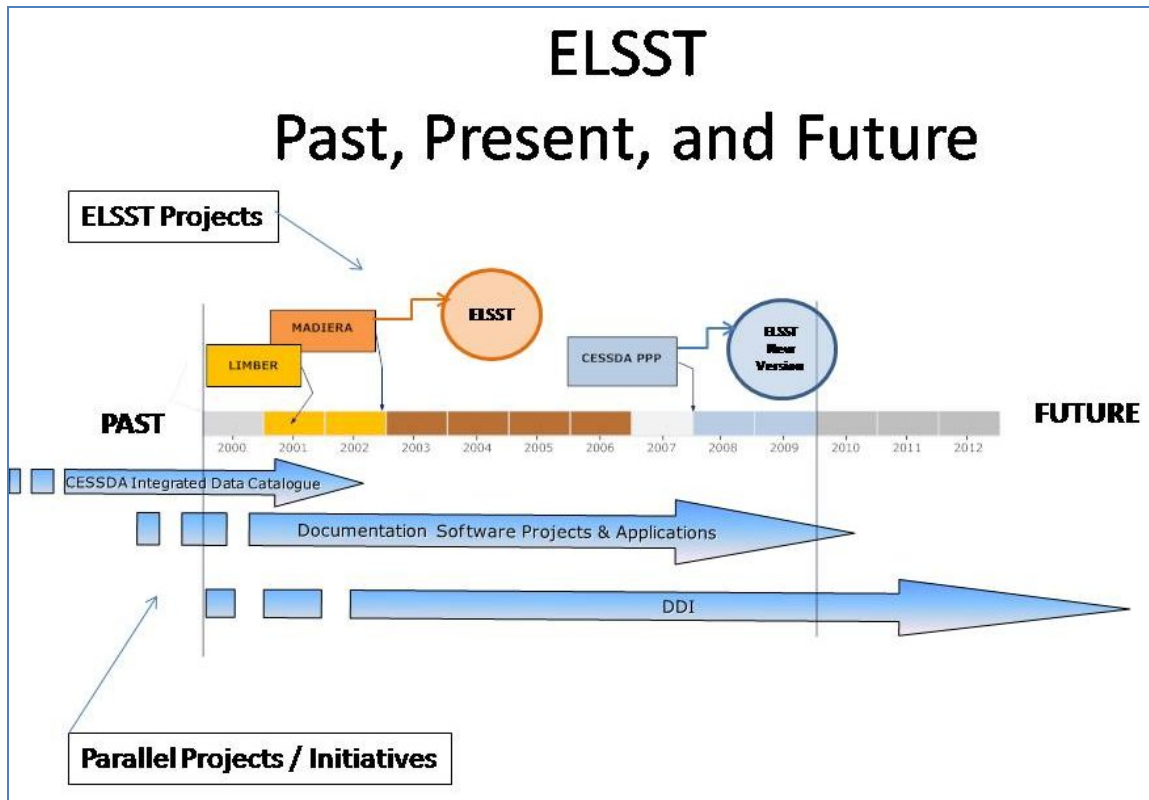 ELSST
Past, Present, and Future
ELSST Projects
MADIERA
ELSST
LIMBER
CESSDA PPP
ELSST
New
Version
PAST
FUTURE
2000 2001 2002 2003 2004 2005 2006 2007 2008 2009 2010 2011 2012
CESSDA Integrated Data Catalogue
Documentation Software Projects & Applications
DDI
Parallel Projects / Initiatives